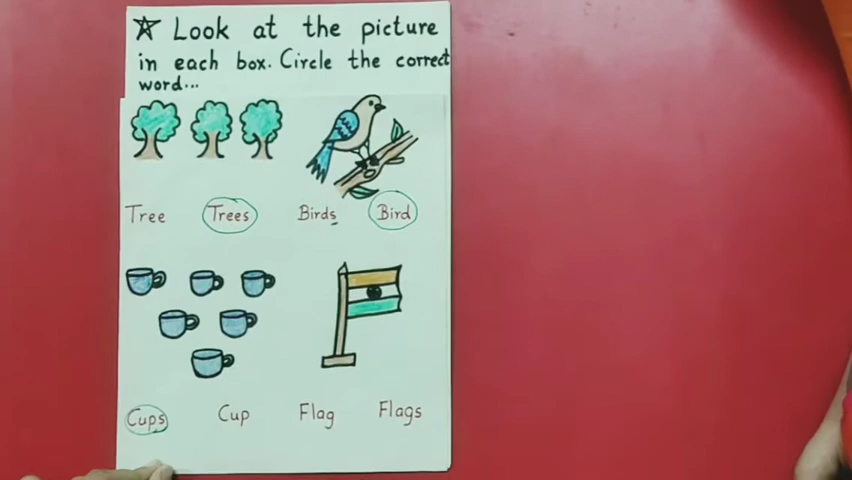 Look at the picture
in each box. Circle the correct
word...
Tree Trees Birds Bird
Cups Cup Flag Flags